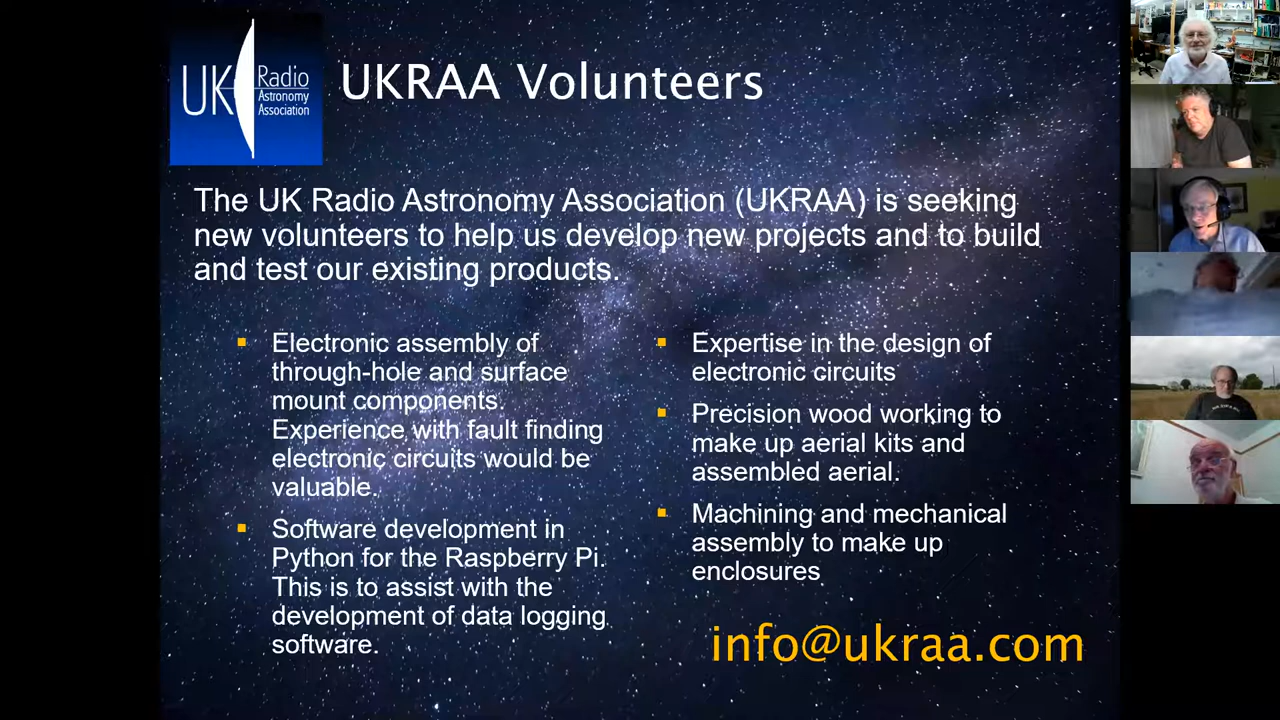 UK Radio
Astronomy
Association
UKRAA Volunteers
The UK Radio Astronomy Association (UKRAA) is seeking
new volunteers to help us develop new projects and to build
and test our existing products.
Electronic assembly of
through-hole and surface
mount components.
Experience with fault finding
electronic circuits would be
valuable.
Software development in
Python for the Raspberry Pi.
This is to assist with the
development of data logging
software.
Expertise in the design of
electronic circuits
Precision wood working to
make up aerial kits and
assembled aerial.
Machining and mechanical
assembly to make up
enclosures
info@ukraa.com